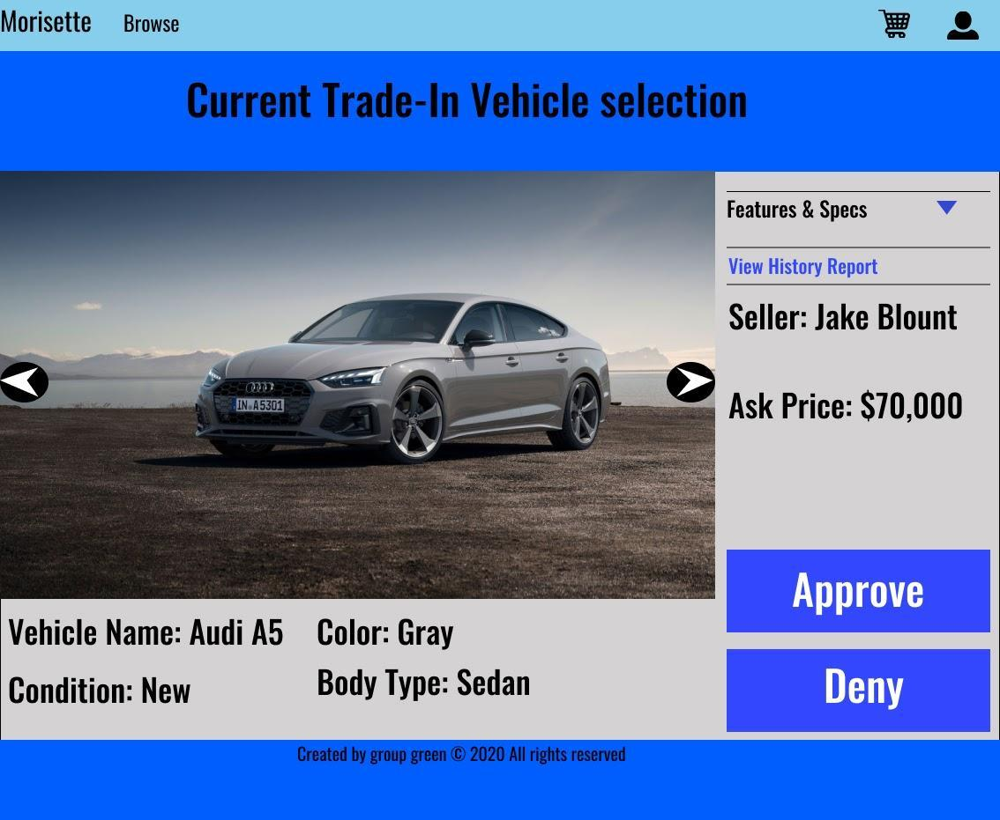 Morisette
Browse
Current Trade-In Vehicle selection
Features & Specs
View History Report
Seller: Jake Blount
Ask Price: $70,000
IN A 5301
Approve
Deny
Vehicle Name: Audi A5
Color: Gray
Condition: New
Body Type: Sedan
Created by group green © 2020 All rights reserved